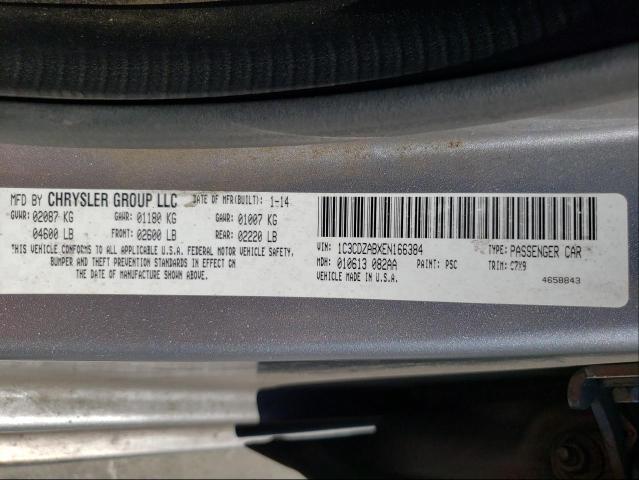 MFD BY CHRYSLER GROUP LLC DATE OF MFR(BUILT): 1-14
GVWR: 02087 KG GAWR: 01180 KG GAWR: 01007 KG
04600 LB FRONT: 02600 LB REAR: 02220 LB
THIS VEHICLE CONFORMS TO ALL APPLICABLE U.S.A. FEDERAL MOTOR VEHICLE SAFETY,
BUMPER AND THEFT PREVENTION STANDARDS IN EFFECT ON
THE DATE OF MANUFACTURE SHOWN ABOVE.
VIN: 1C3CDZABXEN166384 TYPE: PASSENGER CAR
MDH: 010613 082AA PAINT: PSC TRIM: C7X9
VEHICLE MADE IN U.S.A. 4658843